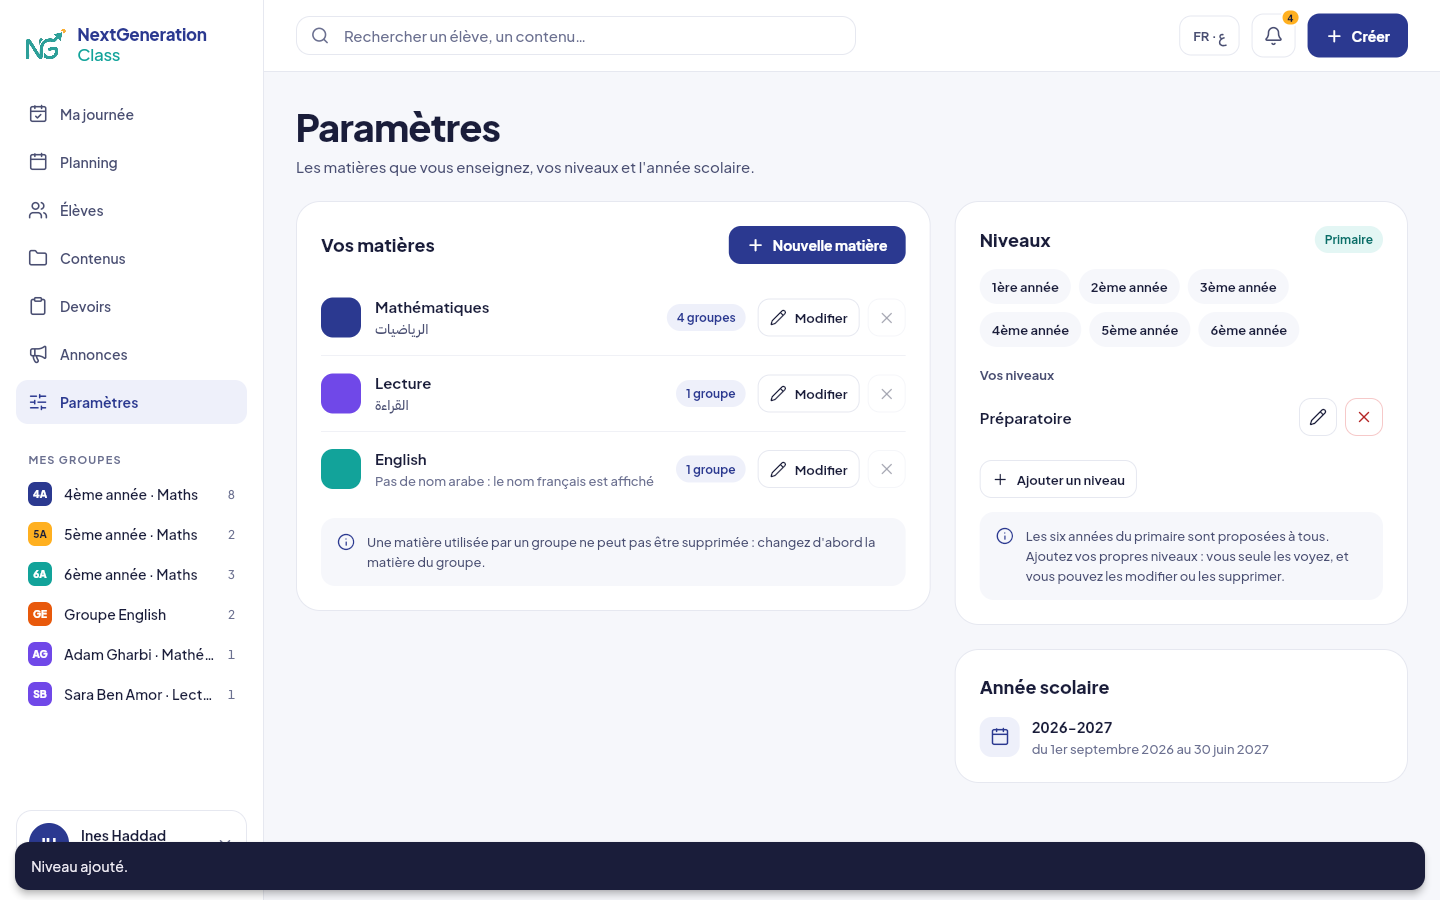 NextGeneration
Class
Rechercher un élève, un contenu...
FR · ع
4
Créer
Ma journée
Planning
Élèves
Contenus
Devoirs
Annonces
Paramètres
MES GROUPES
4A 4ème année · Maths 8
5A 5ème année · Maths 2
6A 6ème année · Maths 3
GE Groupe English 2
AG Adam Gharbi · Mathé... 1
SB Sara Ben Amor · Lect... 1
Ines Haddad
Paramètres
Les matières que vous enseignez, vos niveaux et l'année scolaire.
Vos matières
Nouvelle matière
Mathématiques
الرياضيات
4 groupes
Modifier
Lecture
القراءة
1 groupe
Modifier
English
Pas de nom arabe : le nom français est affiché
1 groupe
Modifier
Une matière utilisée par un groupe ne peut pas être supprimée : changez d'abord la
matière du groupe.
Niveaux
Primaire
1ère année 2ème année 3ème année
4ème année 5ème année 6ème année
Vos niveaux
Préparatoire
Ajouter un niveau
Les six années du primaire sont proposées à tous.
Ajoutez vos propres niveaux : vous seule les voyez, et
vous pouvez les modifier ou les supprimer.
Année scolaire
2026–2027
du 1er septembre 2026 au 30 juin 2027
Niveau ajouté.